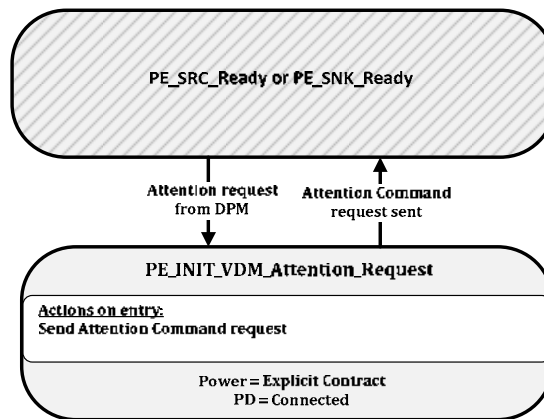 PE_SRC_Ready or PE_SNK_Ready
Attention request
from DPM
Attention Command
request sent
PE_INIT_VDM_Attention_Request
Actions on entry:
Send Attention Command request
Power = Explicit Contract
PD = Connected